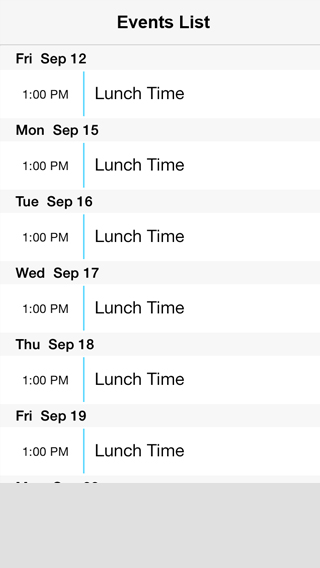 Events List
Fri Sep 12
1:00 PM Lunch Time
Mon Sep 15
1:00 PM Lunch Time
Tue Sep 16
1:00 PM Lunch Time
Wed Sep 17
1:00 PM Lunch Time
Thu Sep 18
1:00 PM Lunch Time
Fri Sep 19
1:00 PM Lunch Time